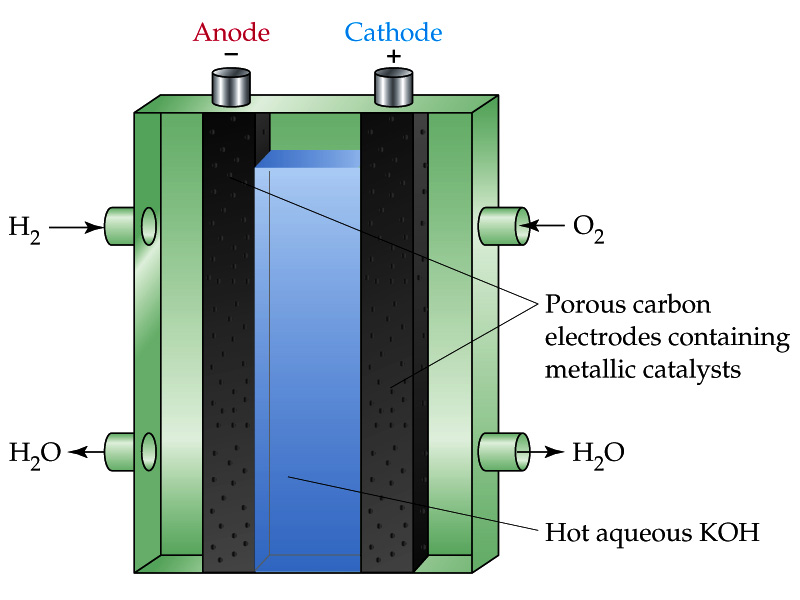 Anode
Cathode
−
+
H2
O2
Porous carbon
electrodes containing
metallic catalysts
H2O
H2O
Hot aqueous KOH